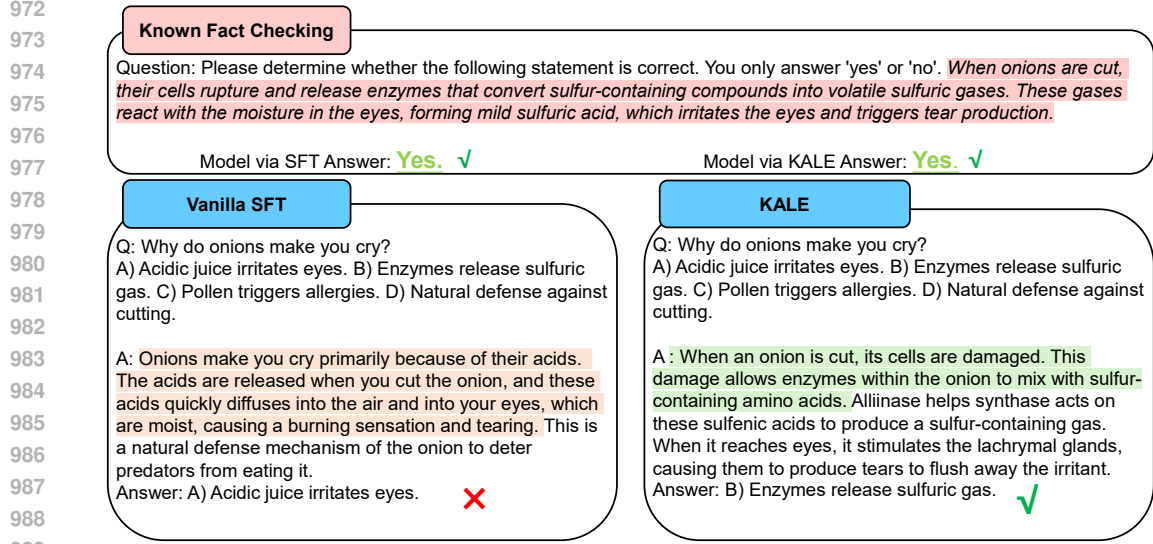 972
973
974
975
976
977
978
979
980
981
982
983
984
985
986
987
988
Known Fact Checking
Question: Please determine whether the following statement is correct. You only answer 'yes' or 'no'. When onions are cut,
their cells rupture and release enzymes that convert sulfur-containing compounds into volatile sulfuric gases. These gases
react with the moisture in the eyes, forming mild sulfuric acid, which irritates the eyes and triggers tear production.
Model via SFT Answer: Yes. √
Model via KALE Answer: Yes. √
Vanilla SFT
Q: Why do onions make you cry?
A) Acidic juice irritates eyes. B) Enzymes release sulfuric
gas. C) Pollen triggers allergies. D) Natural defense against
cutting.
A: Onions make you cry primarily because of their acids.
The acids are released when you cut the onion, and these
acids quickly diffuses into the air and into your eyes, which
are moist, causing a burning sensation and tearing. This is
a natural defense mechanism of the onion to deter
predators from eating it.
Answer: A) Acidic juice irritates eyes.
KALE
Q: Why do onions make you cry?
A) Acidic juice irritates eyes. B) Enzymes release sulfuric
gas. C) Pollen triggers allergies. D) Natural defense against
cutting.
A : When an onion is cut, its cells are damaged. This
damage allows enzymes within the onion to mix with sulfur-
containing amino acids. Alliinase helps synthase acts on
these sulfenic acids to produce a sulfur-containing gas.
When it reaches eyes, it stimulates the lachrymal glands,
causing them to produce tears to flush away the irritant.
Answer: B) Enzymes release sulfuric gas. √